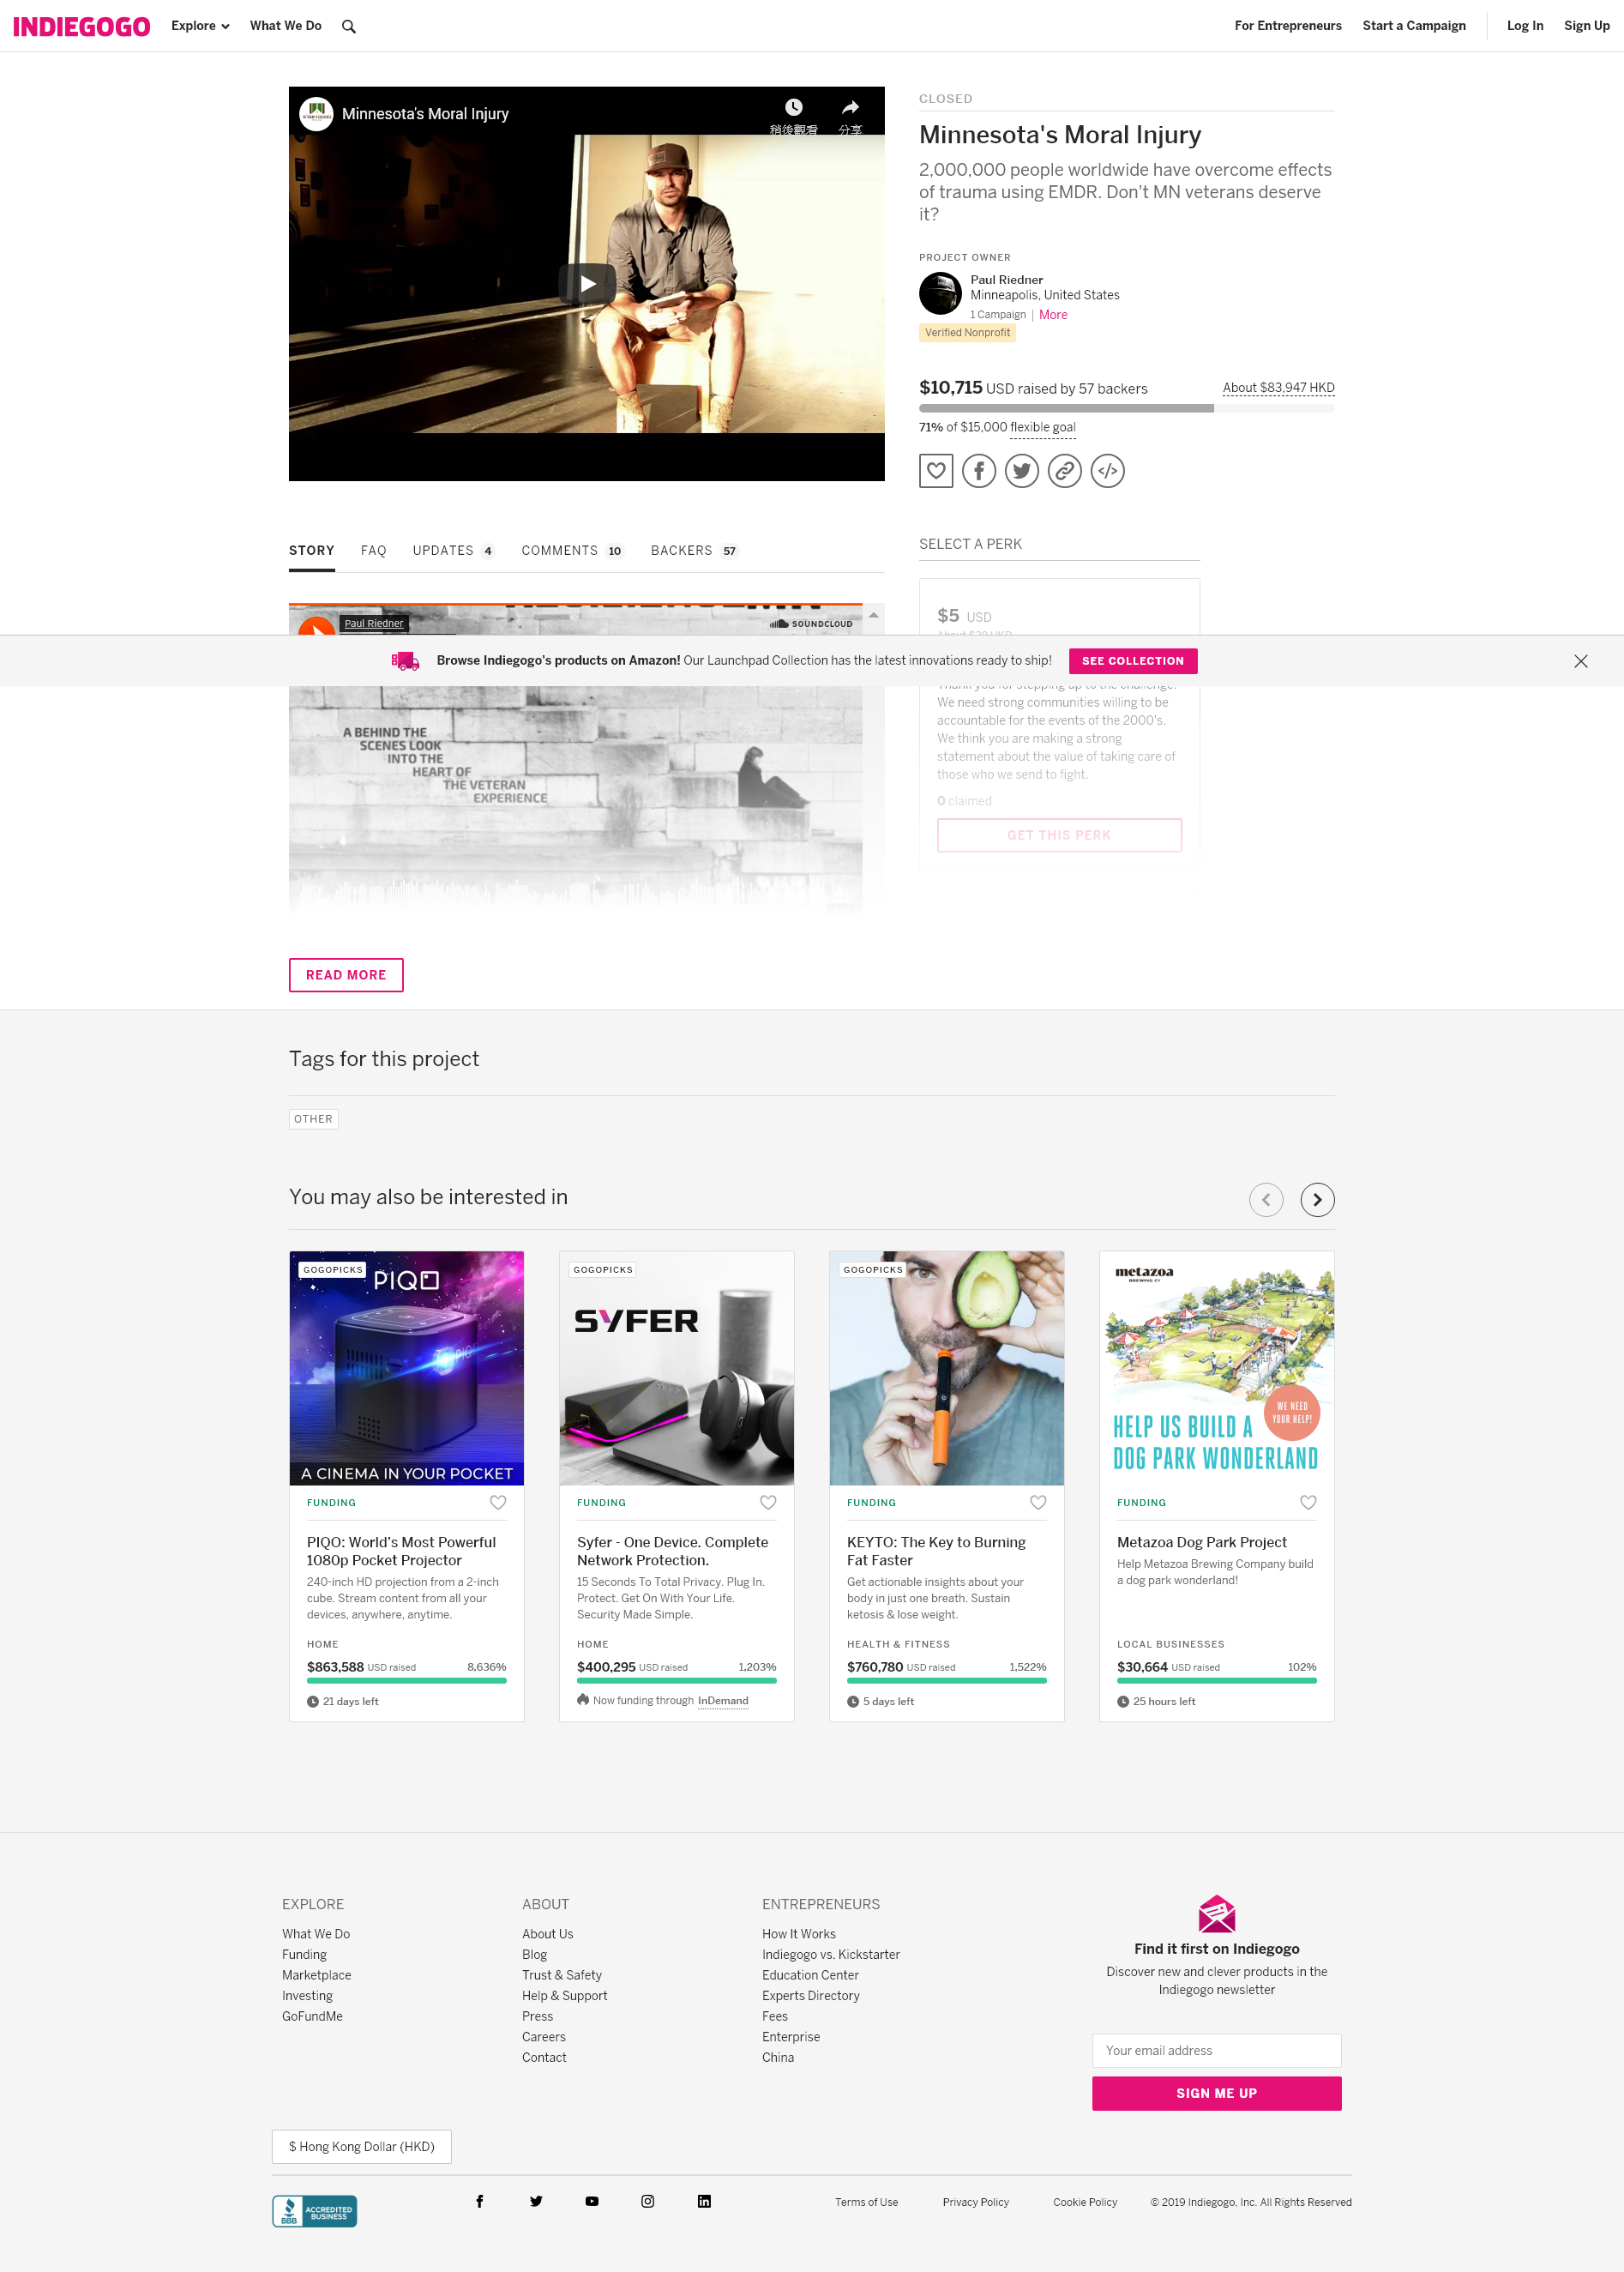 INDIEGOGO
Explore
What We Do
For Entrepreneurs
Start a Campaign
Log In
Sign Up
Minnesota's Moral Injury
稍後觀看
分享
CLOSED
Minnesota's Moral Injury
2,000,000 people worldwide have overcome effects
of trauma using EMDR. Don't MN veterans deserve
it?
PROJECT OWNER
Paul Riedner
Minneapolis, United States
1 Campaign | More
Verified Nonprofit
$10,715 USD raised by 57 backers
About $83,947 HKD
71% of $15,000 flexible goal
STORY
FAQ
UPDATES 4
COMMENTS 10
BACKERS 57
SELECT A PERK
$5 USD
Paul Riedner
SOUNDCLOUD
Browse Indiegogo's products on Amazon! Our Launchpad Collection has the latest innovations ready to ship!
SEE COLLECTION
A BEHIND THE
SCENES LOOK
INTO THE
HEART OF
THE VETERAN
EXPERIENCE
Thank you for stepping up to the challenge.
We need strong communities willing to be
accountable for the events of the 2000's.
We think you are making a strong
statement about the value of taking care of
those who we send to fight.
0 claimed
GET THIS PERK
READ MORE
Tags for this project
OTHER
You may also be interested in
GOGOPICKS
PIQO
A CINEMA IN YOUR POCKET
FUNDING
PIQO: World's Most Powerful
1080p Pocket Projector
240-inch HD projection from a 2-inch
cube. Stream content from all your
devices, anywhere, anytime.
HOME
$863,588 USD raised
8,636%
21 days left
GOGOPICKS
SYFER
FUNDING
Syfer - One Device. Complete
Network Protection.
15 Seconds To Total Privacy. Plug In.
Protect. Get On With Your Life.
Security Made Simple.
HOME
$400,295 USD raised
1,203%
Now funding through InDemand
GOGOPICKS
FUNDING
KEYTO: The Key to Burning
Fat Faster
Get actionable insights about your
body in just one breath. Sustain
ketosis & lose weight.
HEALTH & FITNESS
$760,780 USD raised
1,522%
5 days left
metazoa
BREWING CO
WE NEED
YOUR HELP!
HELP US BUILD A
DOG PARK WONDERLAND
FUNDING
Metazoa Dog Park Project
Help Metazoa Brewing Company build
a dog park wonderland!
LOCAL BUSINESSES
$30,664 USD raised
102%
25 hours left
EXPLORE
What We Do
Funding
Marketplace
Investing
GoFundMe
ABOUT
About Us
Blog
Trust & Safety
Help & Support
Press
Careers
Contact
ENTREPRENEURS
How It Works
Indiegogo vs. Kickstarter
Education Center
Experts Directory
Fees
Enterprise
China
Find it first on Indiegogo
Discover new and clever products in the
Indiegogo newsletter
Your email address
SIGN ME UP
$ Hong Kong Dollar (HKD)
BBB
ACCREDITED
BUSINESS
Terms of Use
Privacy Policy
Cookie Policy
© 2019 Indiegogo, Inc. All Rights Reserved